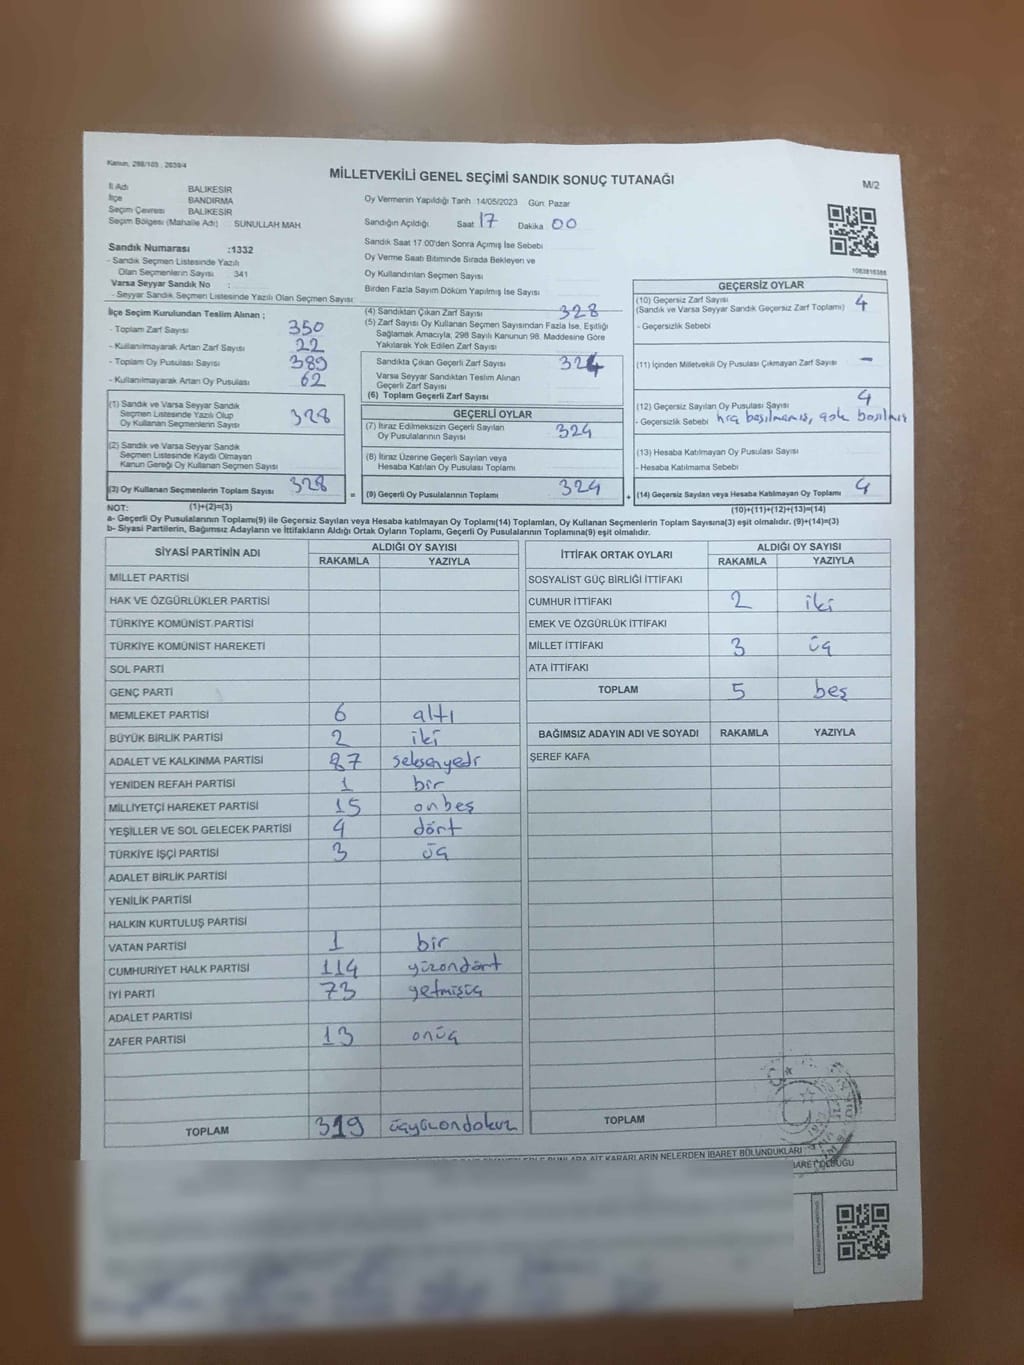 Kanun, 298/103 , 2839/4
MİLLETVEKİLİ GENEL SEÇİMİ SANDIK SONUÇ TUTANAĞI
M/2
İl Adı BALIKESİR
İlçe BANDIRMA
Seçim Çevresi BALIKESİR
Seçim Bölgesi (Mahalle Adı) SUNULLAH MAH
Oy Vermenin Yapıldığı Tarih 14/05/2023 Gün: Pazar
Sandığın Açıldığı Saat 17 Dakika 00
Sandık Saat 17.00'den Sonra Açılmış İse Sebebi
Oy Verme Saati Bitiminde Sırada Bekleyen ve
Oy Kullandırılan Seçmen Sayısı
Birden Fazla Sayım Döküm Yapılmış İse Sayısı
Sandık Numarası :1332
- Sandık Seçmen Listesinde Yazılı
Olan Seçmenlerin Sayısı 341
Varsa Seyyar Sandık No :
- Seyyar Sandık Seçmen Listesinde Yazılı Olan Seçmen Sayısı
İlçe Seçim Kurulundan Teslim Alınan ;
- Toplam Zarf Sayısı 350
- Kullanılmayarak Artan Zarf Sayısı 22
- Toplam Oy Pusulası Sayısı 389
- Kullanılmayarak Artan Oy Pusulası 62
(1) Sandık ve Varsa Seyyar Sandık
Seçmen Listesinde Yazılı Olup
Oy Kullanan Seçmenlerin Sayısı 328
(2) Sandık ve Varsa Seyyar Sandık
Seçmen Listesinde Kaydı Olmayan
Kanun Gereği Oy Kullanan Seçmen Sayısı
(3) Oy Kullanan Seçmenlerin Toplam Sayısı 328
(1)+(2)=(3)
(4) Sandıktan Çıkan Zarf Sayısı 328
(5) Zarf Sayısı Oy Kullanan Seçmen Sayısından Fazla İse, Eşitliği
Sağlamak Amacıyla, 298 Sayılı Kanunun 98. Maddesine Göre
Yakılarak Yok Edilen Zarf Sayısı
Sandıkta Çıkan Geçerli Zarf Sayısı 324
Varsa Seyyar Sandıktan Teslim Alınan
Geçerli Zarf Sayısı
(6) Toplam Geçerli Zarf Sayısı
GEÇERLİ OYLAR
(7) İtiraz Edilmeksizin Geçerli Sayılan
Oy Pusulalarının Sayısı 324
(8) İtiraz Üzerine Geçerli Sayılan veya
Hesaba Katılan Oy Pusulası Toplamı
= (9) Geçerli Oy Pusulalarının Toplamı 324
1083816388
GEÇERSİZ OYLAR
(10) Geçersiz Zarf Sayısı
(Sandık ve Varsa Seyyar Sandık Geçersiz Zarf Toplamı) 4
- Geçersizlik Sebebi
(11) İçinden Milletvekili Oy Pusulası Çıkmayan Zarf Sayısı -
(12) Geçersiz Sayılan Oy Pusulası Sayısı 4
- Geçersizlik Sebebi hiç basılmamış, çok basılmış
(13) Hesaba Katılmayan Oy Pusulası Sayısı
- Hesaba Katılmama Sebebi
+ (14) Geçersiz Sayılan veya Hesaba Katılmayan Oy Toplamı 4
(10)+(11)+(12)+(13)=(14)
NOT:
a- Geçerli Oy Pusulalarının Toplamı(9) ile Geçersiz Sayılan veya Hesaba katılmayan Oy Toplamı(14) Toplamları, Oy Kullanan Seçmenlerin Toplam Sayısına(3) eşit olmalıdır. (9)+(14)=(3)
b- Siyasi Partilerin, Bağımsız Adayların ve İttifakların Aldığı Ortak Oyların Toplamı, Geçerli Oy Pusulalarının Toplamına(9) eşit olmalıdır.
SİYASİ PARTİNİN ADI ALDIĞI OY SAYISI
RAKAMLA YAZIYLA
MİLLET PARTİSİ
HAK VE ÖZGÜRLÜKLER PARTİSİ
TÜRKİYE KOMÜNİST PARTİSİ
TÜRKİYE KOMÜNİST HAREKETİ
SOL PARTİ
GENÇ PARTİ
MEMLEKET PARTİSİ 6 altı
BÜYÜK BİRLİK PARTİSİ 2 iki
ADALET VE KALKINMA PARTİSİ 87 seksenyedi
YENİDEN REFAH PARTİSİ 1 bir
MİLLİYETÇİ HAREKET PARTİSİ 15 onbeş
YEŞİLLER VE SOL GELECEK PARTİSİ 4 dört
TÜRKİYE İŞÇİ PARTİSİ 3 üç
ADALET BİRLİK PARTİSİ
YENİLİK PARTİSİ
HALKIN KURTULUŞ PARTİSİ
VATAN PARTİSİ 1 bir
CUMHURİYET HALK PARTİSİ 114 yüzondört
İYİ PARTİ 73 yetmişüç
ADALET PARTİSİ
ZAFER PARTİSİ 13 onüç
TOPLAM 319 üçyüzondokuz
İTTİFAK ORTAK OYLARI ALDIĞI OY SAYISI
RAKAMLA YAZIYLA
SOSYALİST GÜÇ BİRLİĞİ İTTİFAKI
CUMHUR İTTİFAKI 2 iki
EMEK VE ÖZGÜRLÜK İTTİFAKI
MİLLET İTTİFAKI 3 üç
ATA İTTİFAKI
TOPLAM 5 beş
BAĞIMSIZ ADAYIN ADI VE SOYADI RAKAMLA YAZIYLA
ŞEREF KAFA
TOPLAM
BUNLARA AİT KARARLARIN NELERDEN İBARET BULUNDUKLARI